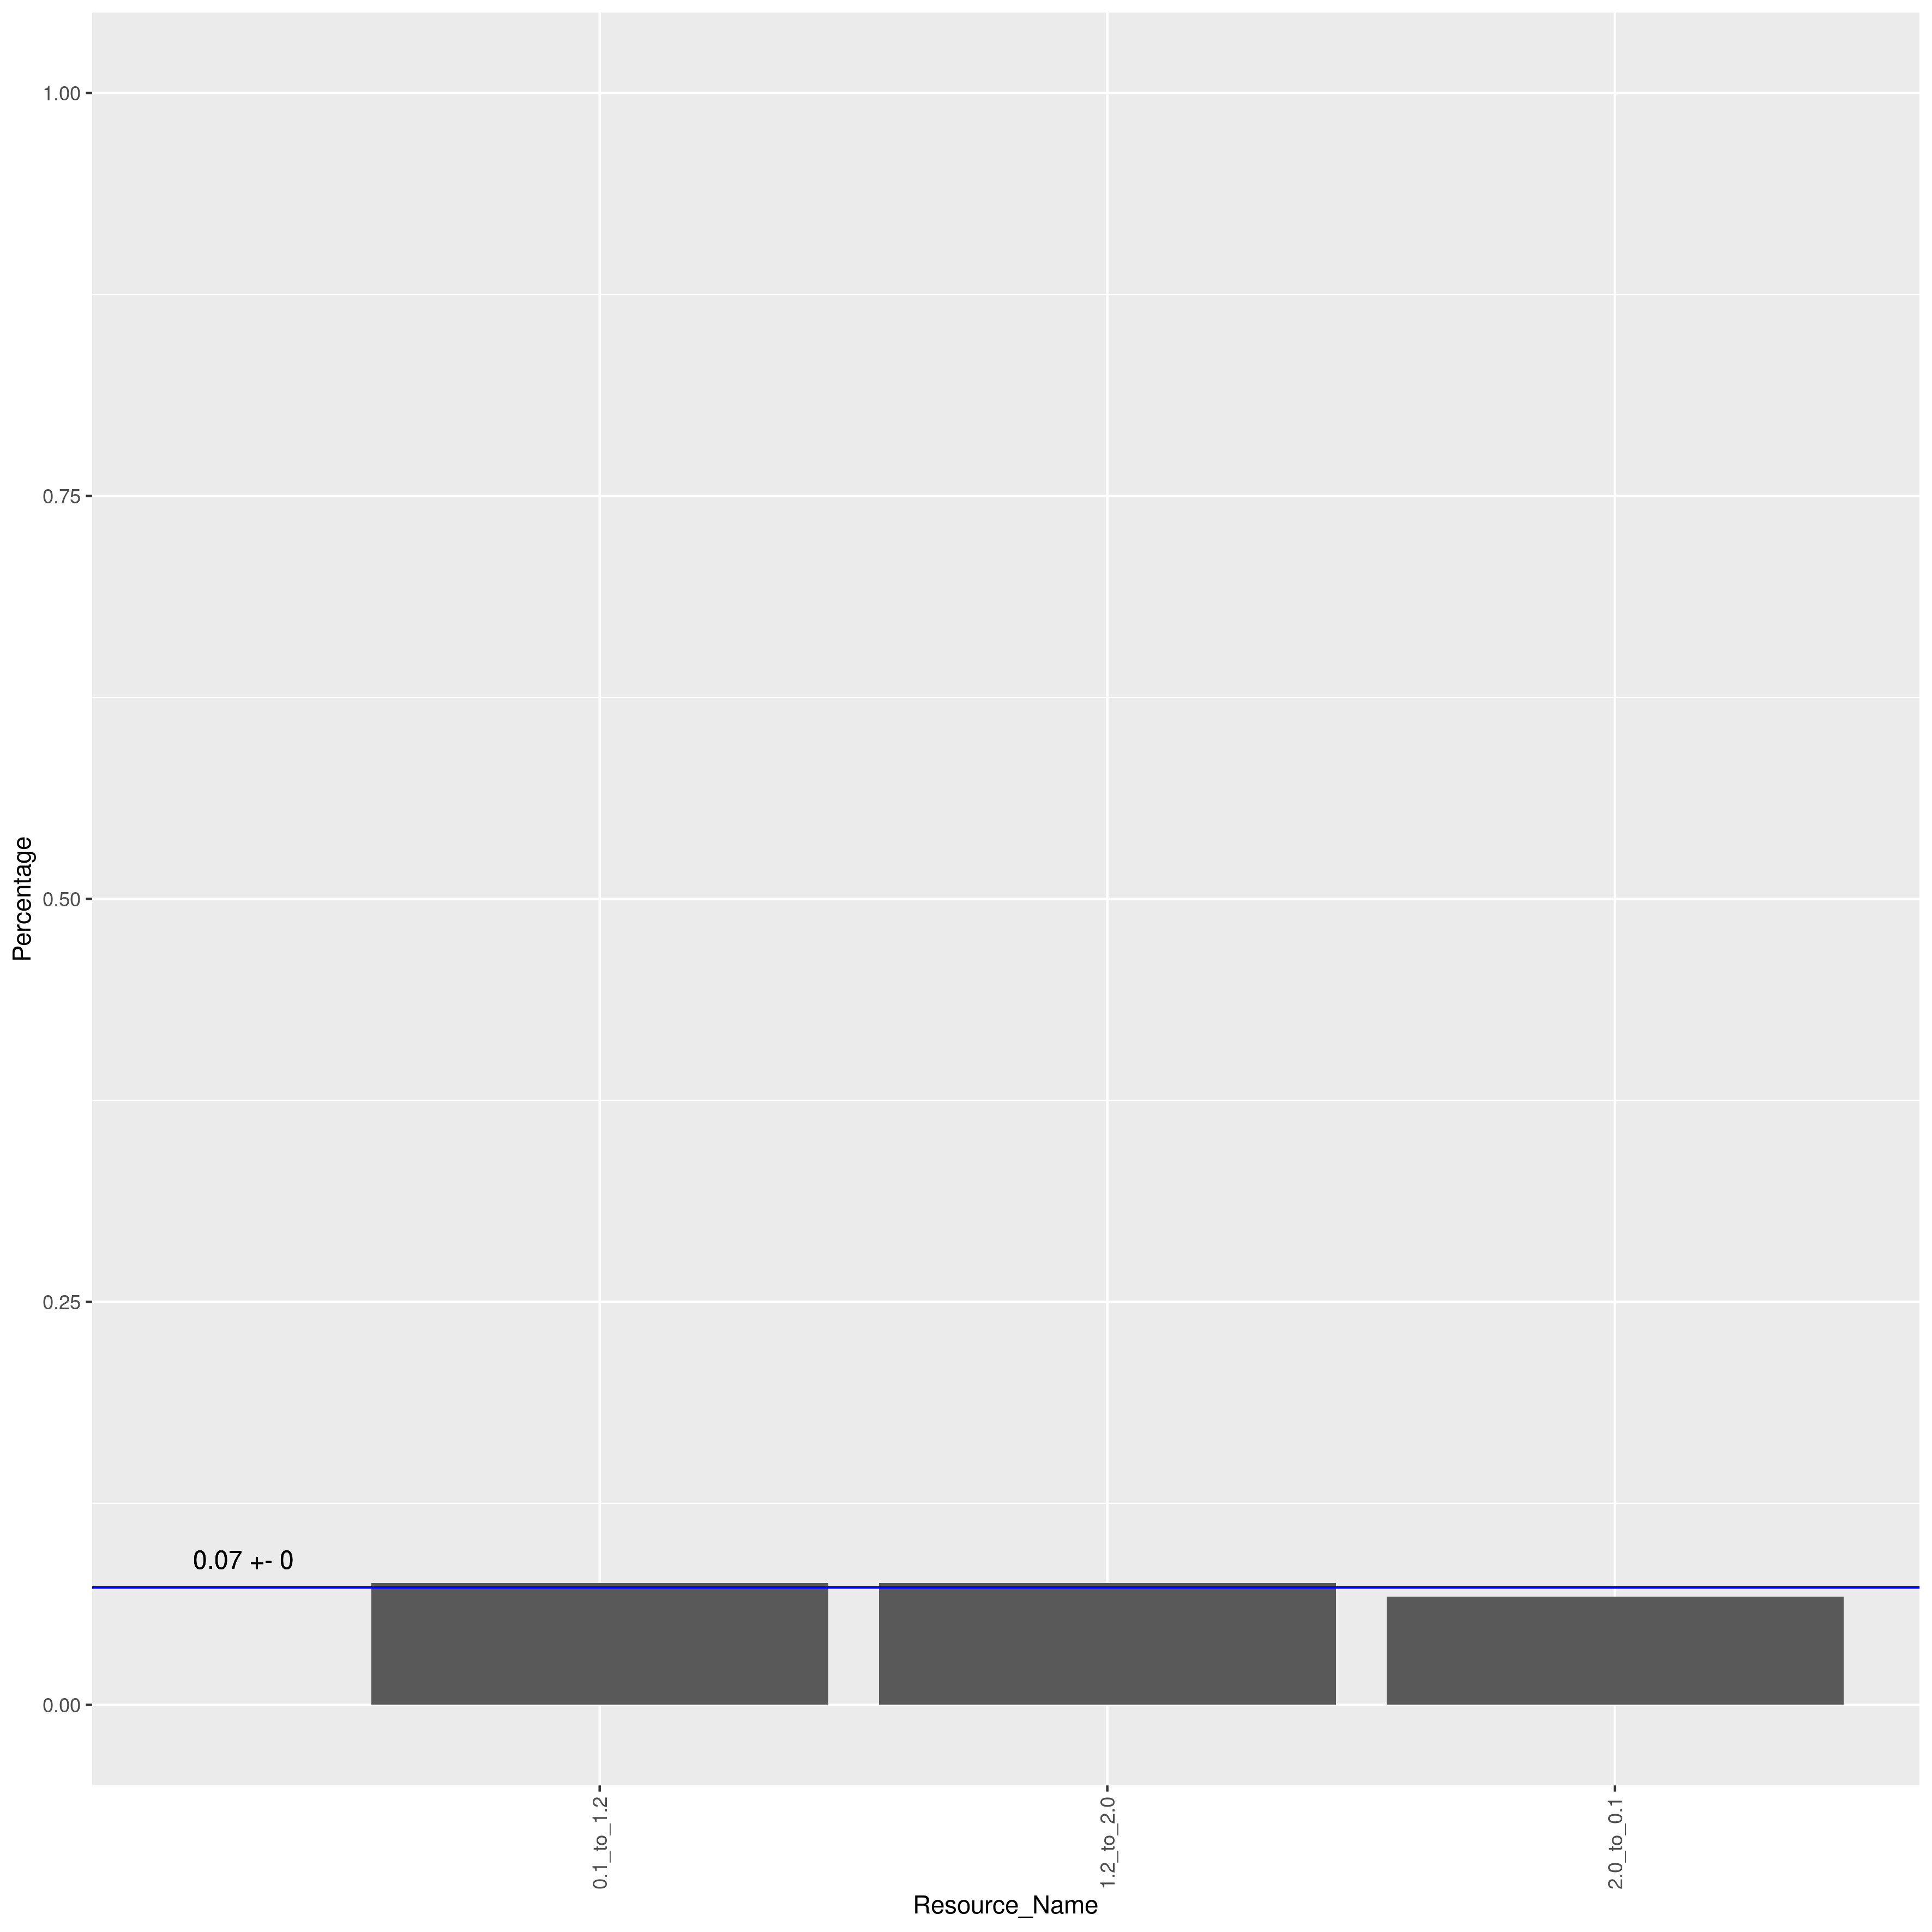 1.00
0.75
0.50
0.25
0.00
Percentage
0.07 +- 0
0.1_to_1.2
1.2_to_2.0
2.0_to_0.1
Resource_Name